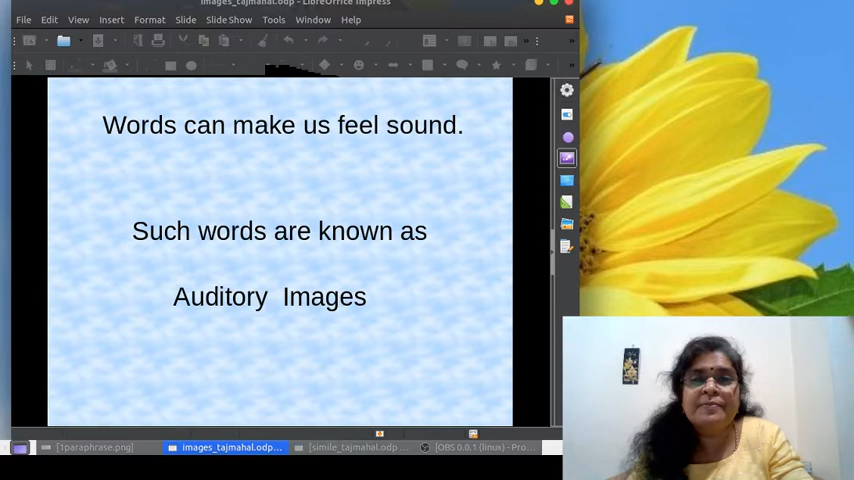 images_tajmahal.odp - LibreOffice Impress
File Edit View Insert Format Slide Slide Show Tools Window Help
Words can make us feel sound.
Such words are known as
Auditory Images
[1paraphrase.png]
images_tajmahal.odp...
[simile_tajmahal.odp ...
[OBS 0.0.1 (linux) - Pro...